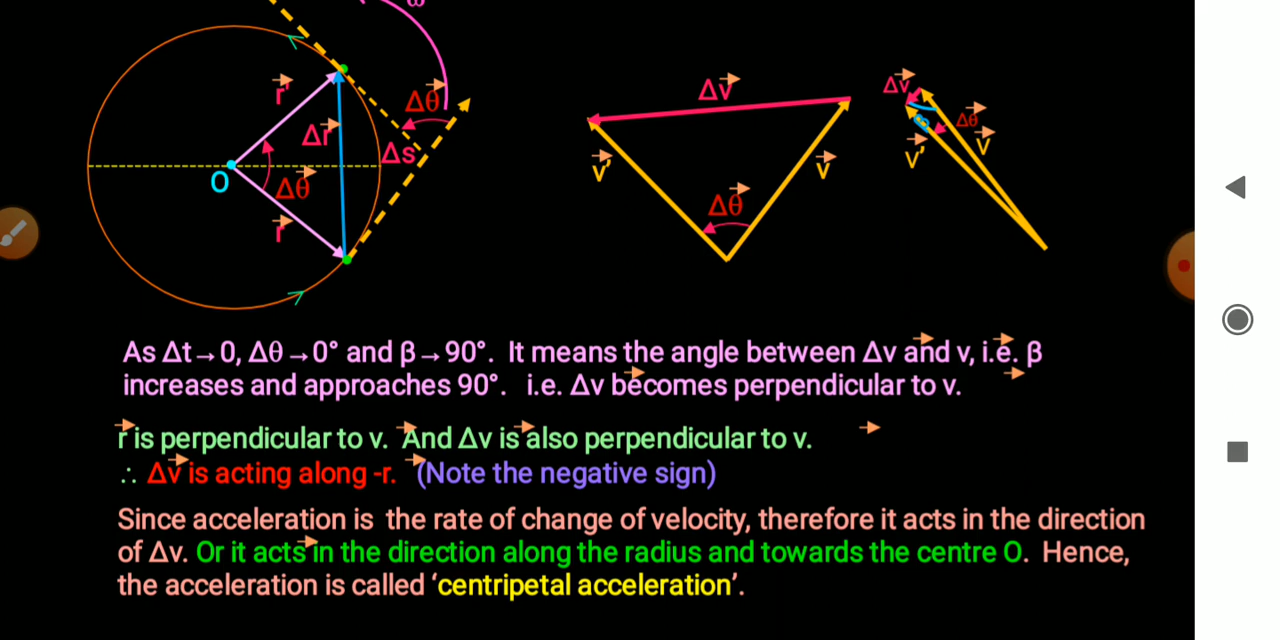 ω
r'
Δθ
Δr
Δs
O
Δθ
r
Δv
v'
v
Δθ
Δv
β
Δθ
v
v'
As Δt→0, Δθ→0° and β→90°. It means the angle between Δv and v, i.e. β
increases and approaches 90°. i.e. Δv becomes perpendicular to v.
r is perpendicular to v. And Δv is also perpendicular to v.
∴ Δv is acting along -r. (Note the negative sign)
Since acceleration is the rate of change of velocity, therefore it acts in the direction
of Δv. Or it acts in the direction along the radius and towards the centre O. Hence,
the acceleration is called ‘centripetal acceleration’.